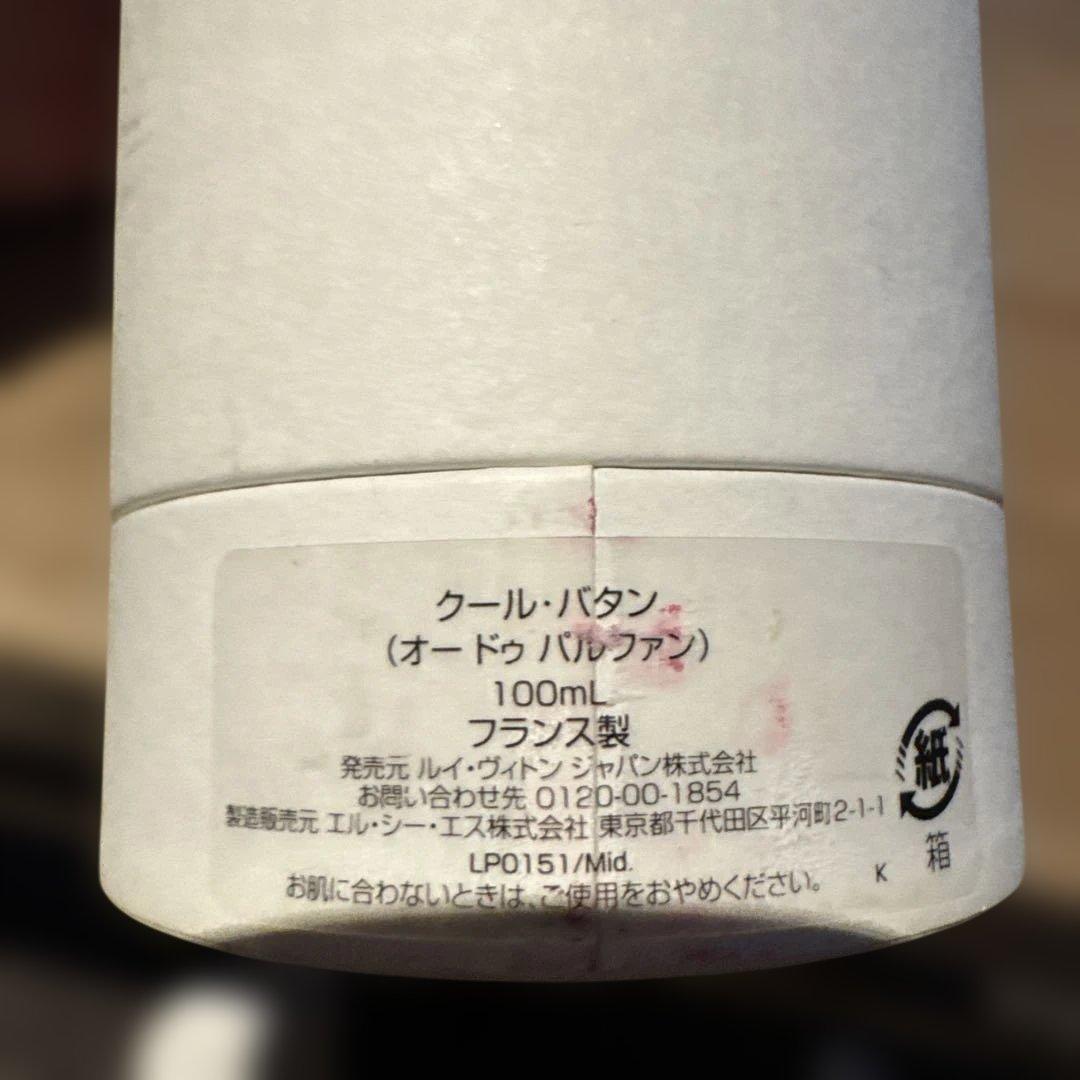 クール・バタン
(オー ドゥ パルファン)
100mL
フランス製
発売元 ルイ・ヴィトン ジャパン株式会社
お問い合わせ先 0120-00-1854
製造販売元 エル・シー・エス株式会社 東京都千代田区平河町2-1-1
LP0151/Mid.
お肌に合わないときは、ご使用をおやめください。
K
紙
箱